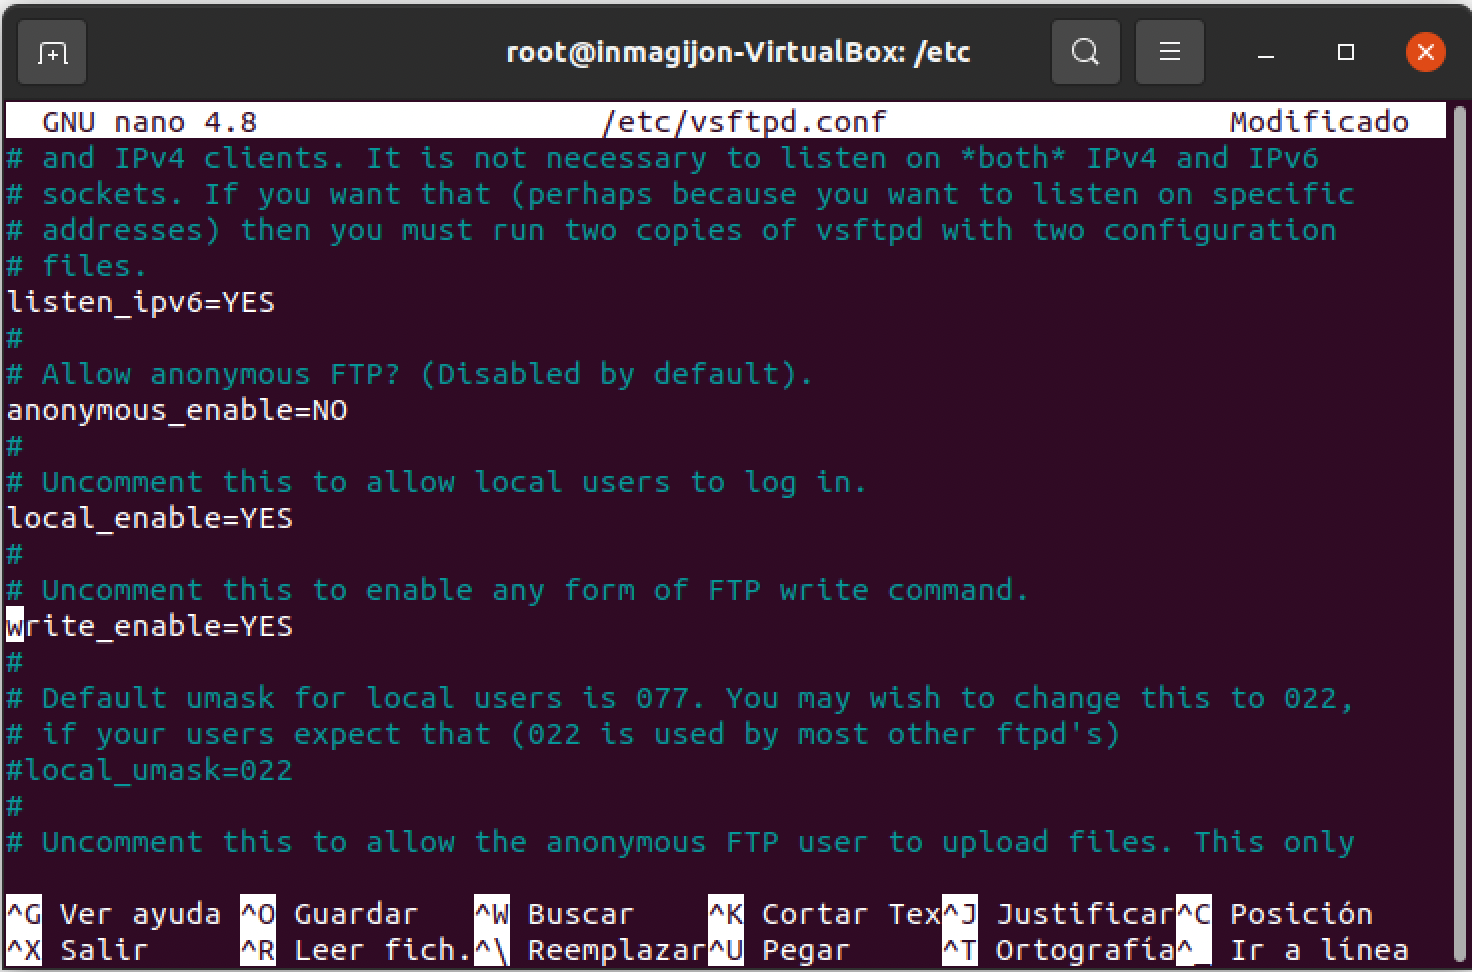 root@inmagijon-VirtualBox: /etc
GNU nano 4.8 /etc/vsftpd.conf Modificado
# and IPv4 clients. It is not necessary to listen on *both* IPv4 and IPv6
# sockets. If you want that (perhaps because you want to listen on specific
# addresses) then you must run two copies of vsftpd with two configuration
# files.
listen_ipv6=YES
#
# Allow anonymous FTP? (Disabled by default).
anonymous_enable=NO
#
# Uncomment this to allow local users to log in.
local_enable=YES
#
# Uncomment this to enable any form of FTP write command.
write_enable=YES
#
# Default umask for local users is 077. You may wish to change this to 022,
# if your users expect that (022 is used by most other ftpd's)
#local_umask=022
#
# Uncomment this to allow the anonymous FTP user to upload files. This only
^G Ver ayuda ^O Guardar ^W Buscar ^K Cortar Tex^J Justificar^C Posición
^X Salir ^R Leer fich.^\ Reemplazar^U Pegar ^T Ortografía^_ Ir a línea